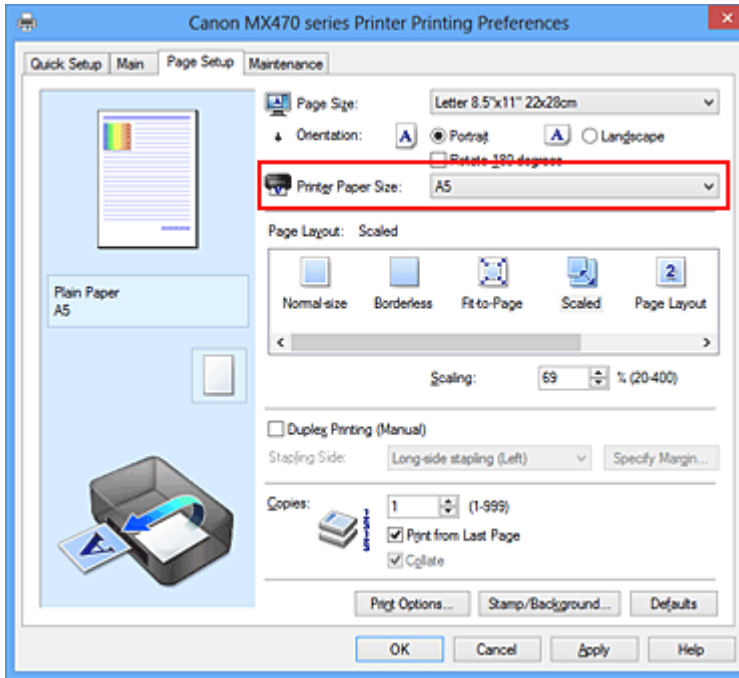 Canon MX470 series Printer Printing Preferences
Quick Setup Main Page Setup Maintenance
Page Size: Letter 8.5"x11" 22x28cm
Orientation: A Portrait A Landscape
Rotate 180 degrees
Printer Paper Size: A5
Page Layout: Scaled
Normal-size Borderless Fit-to-Page Scaled 2 Page Layout
Plain Paper
A5
Scaling: 69 % (20-400)
Duplex Printing (Manual)
Stapling Side: Long-side stapling (Left) Specify Margin...
Copies: 1 (1-999)
Print from Last Page
Collate
A
Print Options... Stamp/Background... Defaults
OK Cancel Apply Help